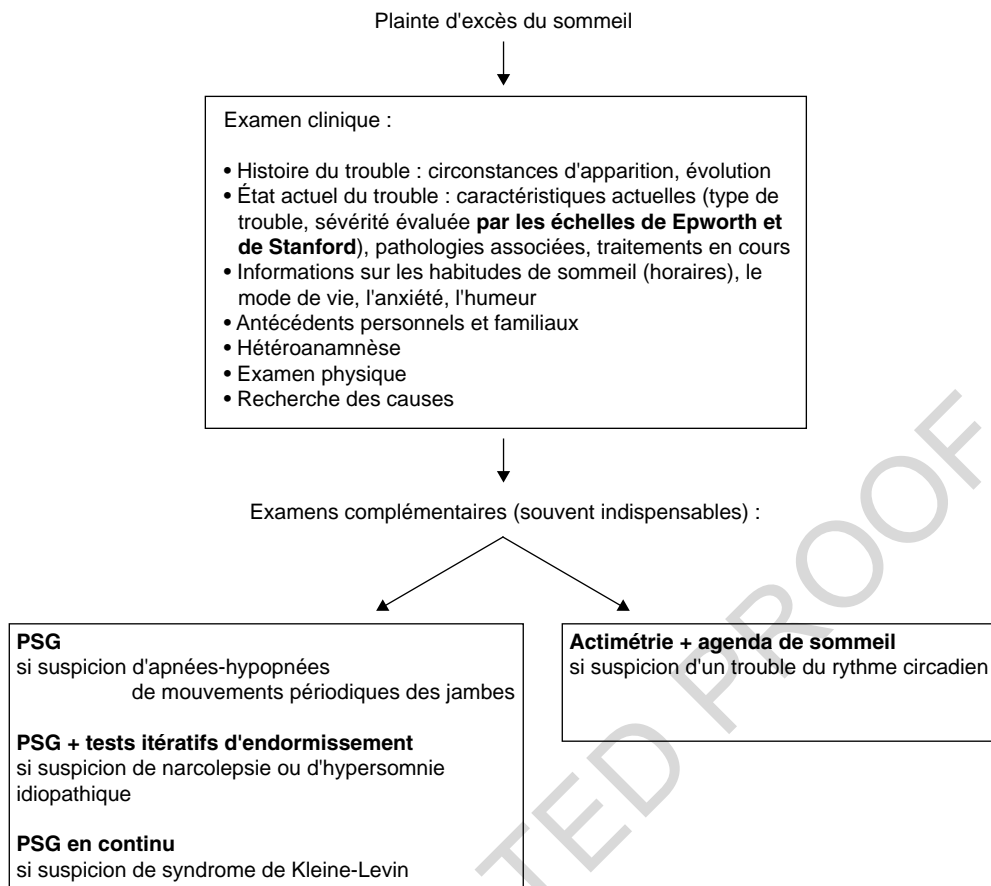 Plainte d'excès du sommeil
Examen clinique :
• Histoire du trouble : circonstances d'apparition, évolution
• État actuel du trouble : caractéristiques actuelles (type de
trouble, sévérité évaluée par les échelles de Epworth et
de Stanford), pathologies associées, traitements en cours
• Informations sur les habitudes de sommeil (horaires), le
mode de vie, l'anxiété, l'humeur
• Antécédents personnels et familiaux
• Hétéroanamnèse
• Examen physique
• Recherche des causes
Examens complémentaires (souvent indispensables) :
PSG
si suspicion d'apnées-hypopnées
de mouvements périodiques des jambes
PSG + tests itératifs d'endormissement
si suspicion de narcolepsie ou d'hypersomnie
idiopathique
PSG en continu
si suspicion de syndrome de Kleine-Levin
Actimétrie + agenda de sommeil
si suspicion d'un trouble du rythme circadien
TED PROOF